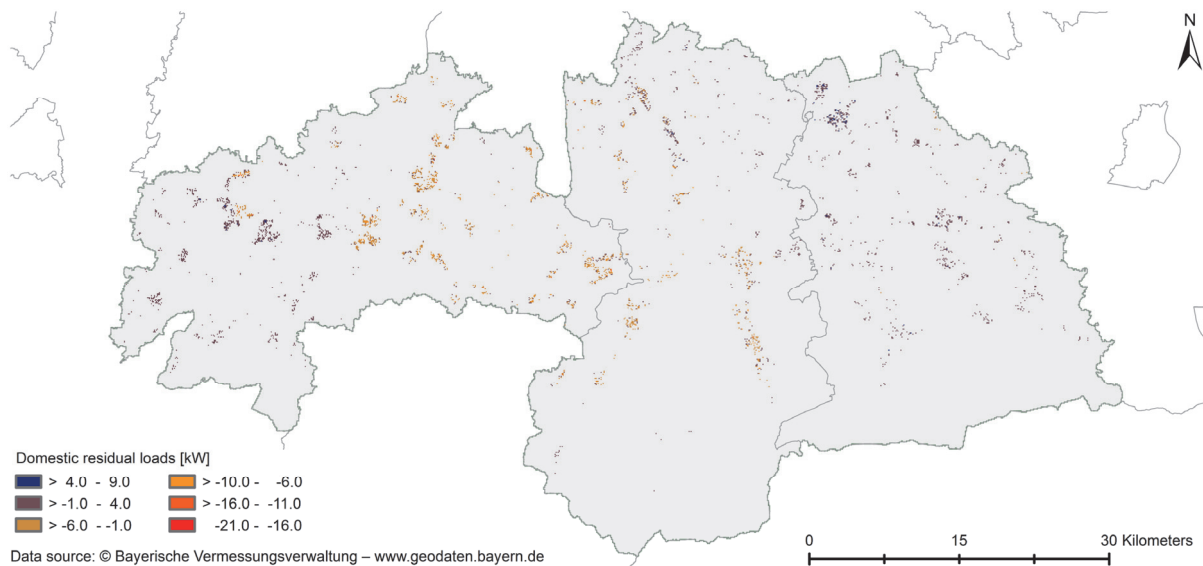 N
Domestic residual loads [kW]
> 4.0 - 9.0
> -10.0 - -6.0
> -1.0 - 4.0
> -16.0 - -11.0
> -6.0 - -1.0
-21.0 - -16.0
Data source: © Bayerische Vermessungsverwaltung – www.geodaten.bayern.de
0 15 30 Kilometers